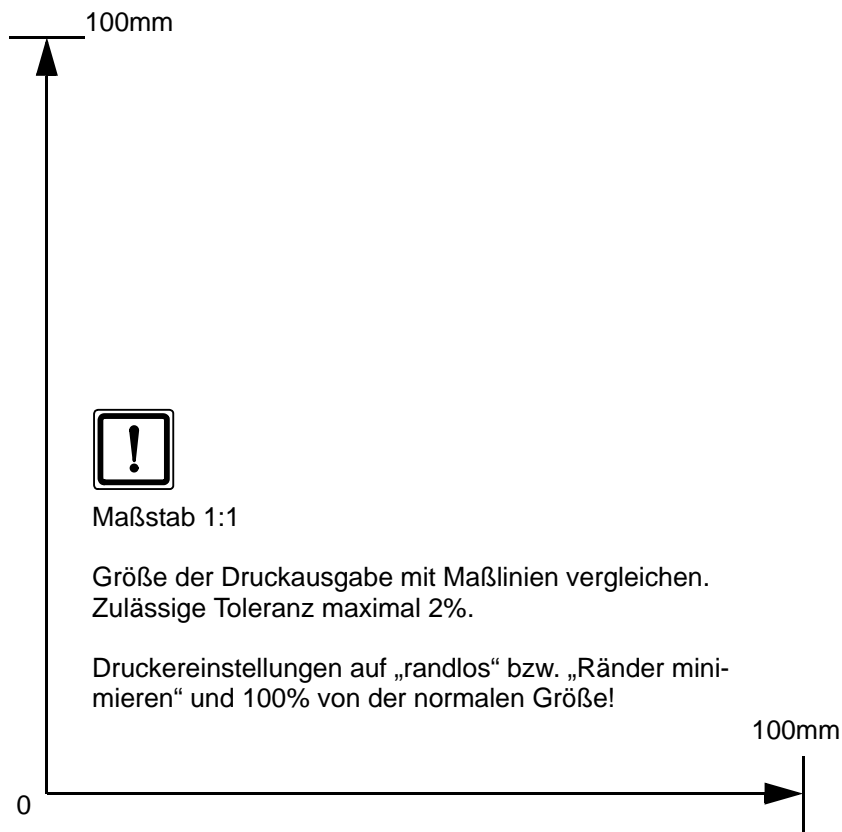 100mm
!
Maßstab 1:1
Größe der Druckausgabe mit Maßlinien vergleichen.
Zulässige Toleranz maximal 2%.
Druckereinstellungen auf „randlos“ bzw. „Ränder mini-
mieren“ und 100% von der normalen Größe!
100mm
0